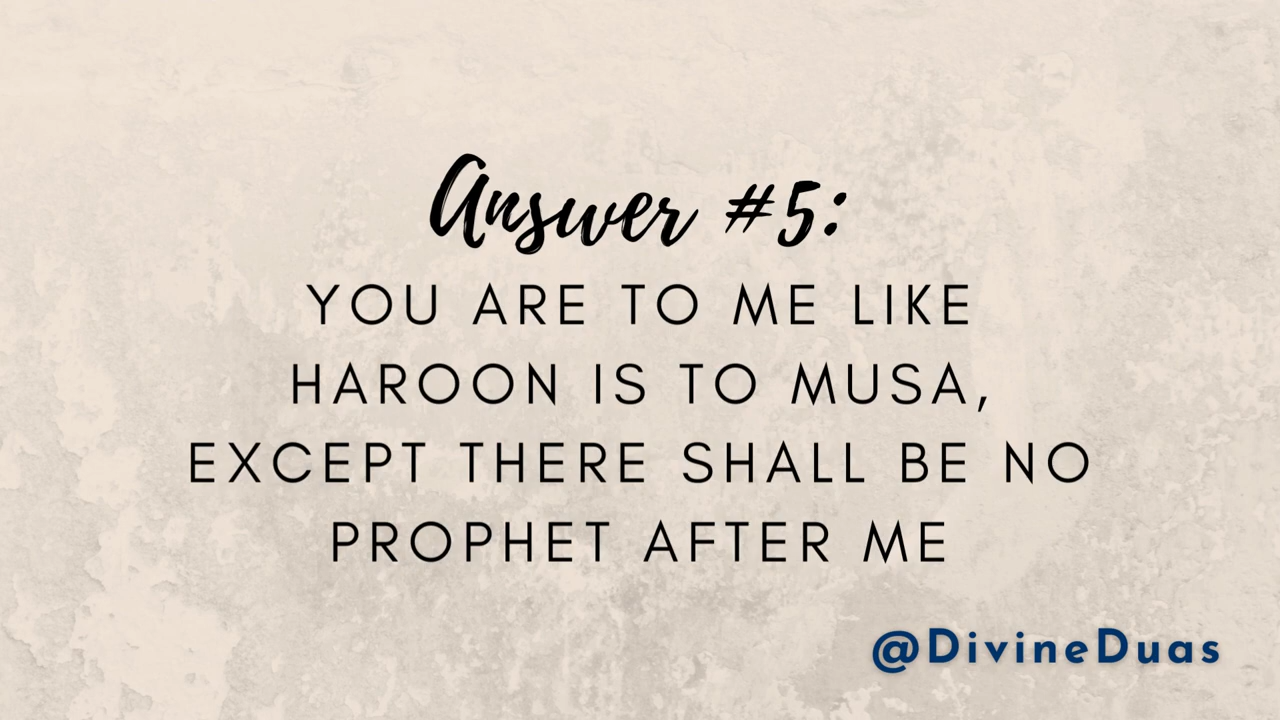 Answer #5:
YOU ARE TO ME LIKE
HAROON IS TO MUSA,
EXCEPT THERE SHALL BE NO
PROPHET AFTER ME
@DivineDuas